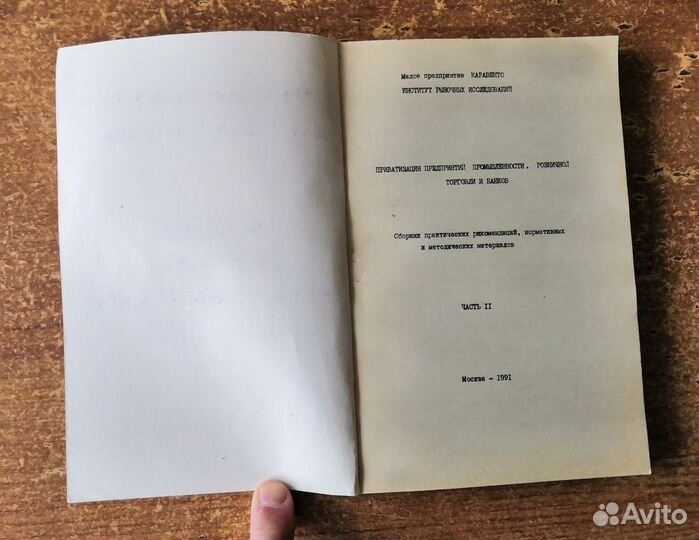 Малое предприятие КАРАВЕНТО
ИНСТИТУТ РЫНОЧНЫХ ИССЛЕДОВАНИЙ
ПРИВАТИЗАЦИЯ ПРЕДПРИЯТИЙ ПРОМЫШЛЕННОСТИ, РОЗНИЧНОЙ
ТОРГОВЛИ И БАНКОВ
Сборник практических рекомендаций, нормативных
и методических материалов
ЧАСТЬ II
Москва - 1991
Avito